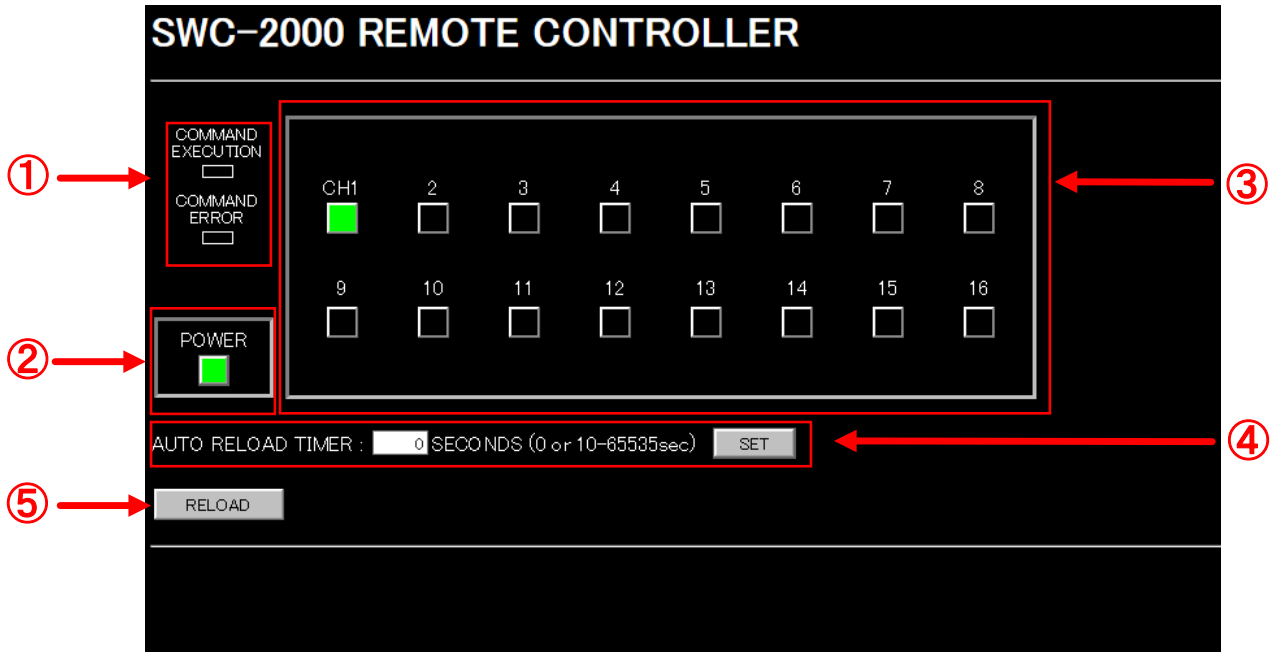 SWC-2000 REMOTE CONTROLLER
COMMAND
EXECUTION
①
COMMAND
ERROR
CH1 2 3 4 5 6 7 8
③
9 10 11 12 13 14 15 16
②
POWER
AUTO RELOAD TIMER : 0 SECONDS (0 or 10-65535sec) SET
④
⑤
RELOAD